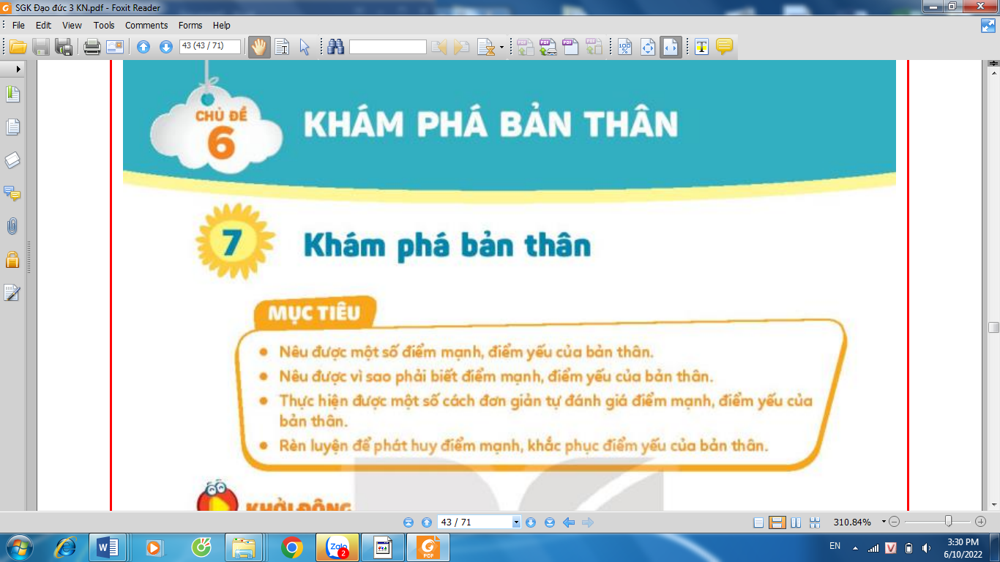 SGK Đạo đức 3 KN.pdf - Foxit Reader
File Edit View Tools Comments Forms Help
43 (43 / 71)
CHỦ ĐỀ
6
KHÁM PHÁ BẢN THÂN
7
Khám phá bản thân
MỤC TIÊU
• Nêu được một số điểm mạnh, điểm yếu của bản thân.
• Nêu được vì sao phải biết điểm mạnh, điểm yếu của bản thân.
• Thực hiện được một số cách đơn giản tự đánh giá điểm mạnh, điểm yếu của
bản thân.
• Rèn luyện để phát huy điểm mạnh, khắc phục điểm yếu của bản thân.
KHỞI ĐỘNG
43 / 71
310.84%
Zalo
2
PDF
EN
3:30 PM
6/10/2022